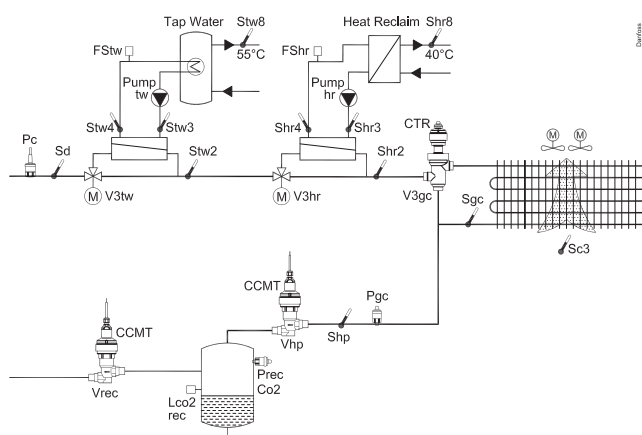 Tap Water
Stw8
Heat Reclaim
Shr8
Danfoss
FStw
55°C
FShr
40°C
Pump
tw
Pump
hr
CTR
M
M
Stw4
Stw3
Shr4
Shr3
Pc
Sd
Stw2
Shr2
M
V3tw
M
V3hr
V3gc
Sgc
Sc3
CCMT
Pgc
CCMT
Vhp
Shp
Vrec
Prec
Co2
Lco2
rec